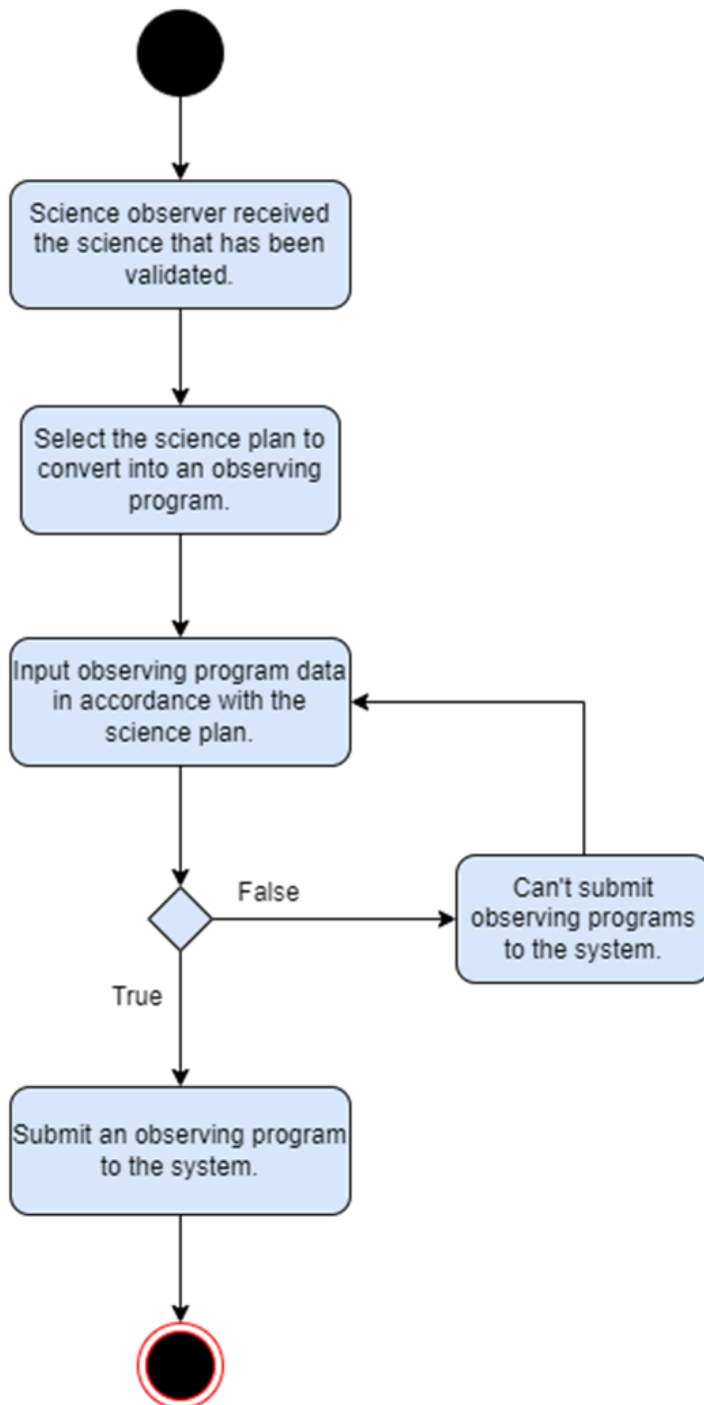 Science observer received
the science that has been
validated.
Select the science plan to
convert into an observing
program.
Input observing program data
in accordance with the
science plan.
False
Can't submit
observing programs
to the system.
True
Submit an observing program
to the system.